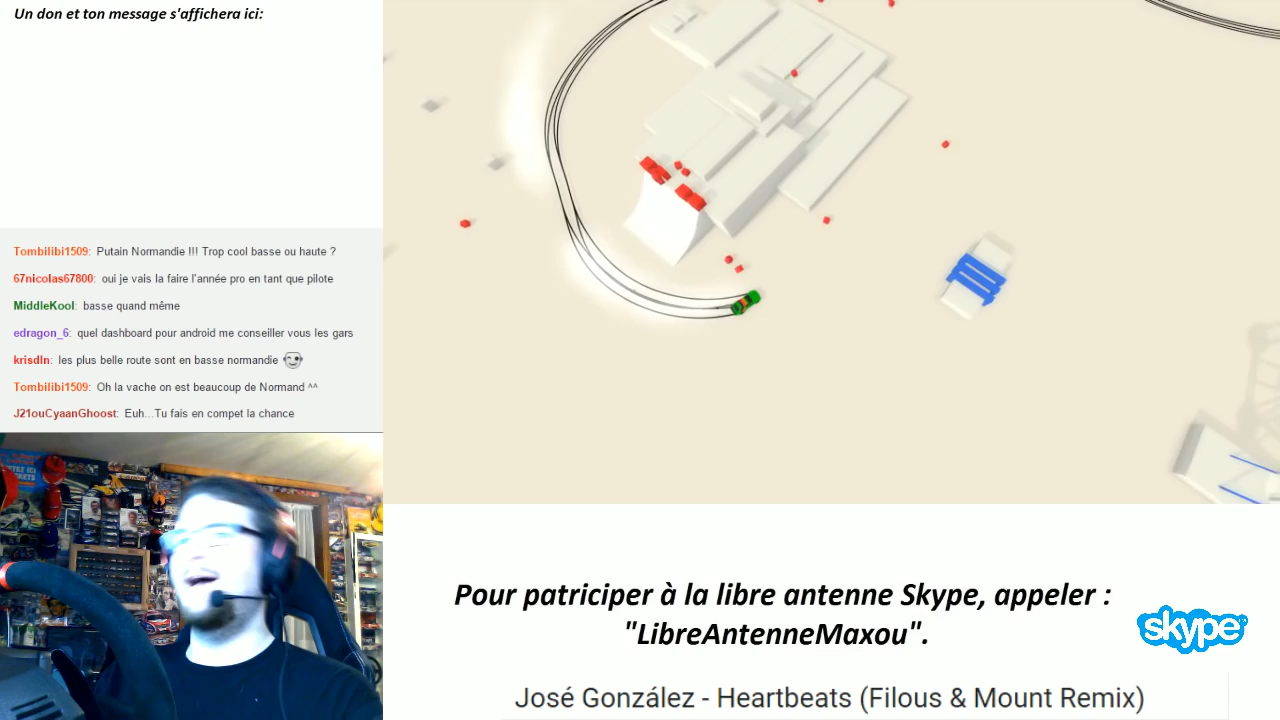 Un don et ton message s'affichera ici:
Tombilibi1509: Putain Normandie !!! Trop cool basse ou haute ?
67nicolas67800: oui je vais la faire l'année pro en tant que pilote
MiddleKool: basse quand même
edragon_6: quel dashboard pour android me conseiller vous les gars
krisdln: les plus belle route sont en basse normandie
Tombilibi1509: Oh la vache on est beaucoup de Normand ^^
J21ouCyaanGhoost: Euh...Tu fais en compet la chance
Pour patriciper à la libre antenne Skype, appeler :
"LibreAntenneMaxou".
skype
José González - Heartbeats (Filous & Mount Remix)